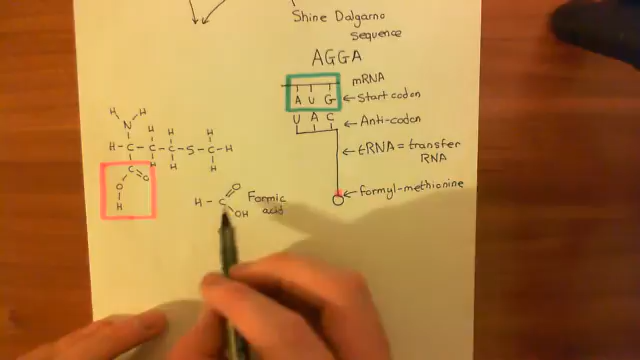 Shine Dalgarno
sequence
AGGA
mRNA
A U G ← Start codon
U A C ← Anti-codon
← tRNA = transfer
RNA
← formyl-methionine
H H
N H H H
H - C - C - C - S - C - H
H H H
C
O O
H
O
H - C Formic
OH acid